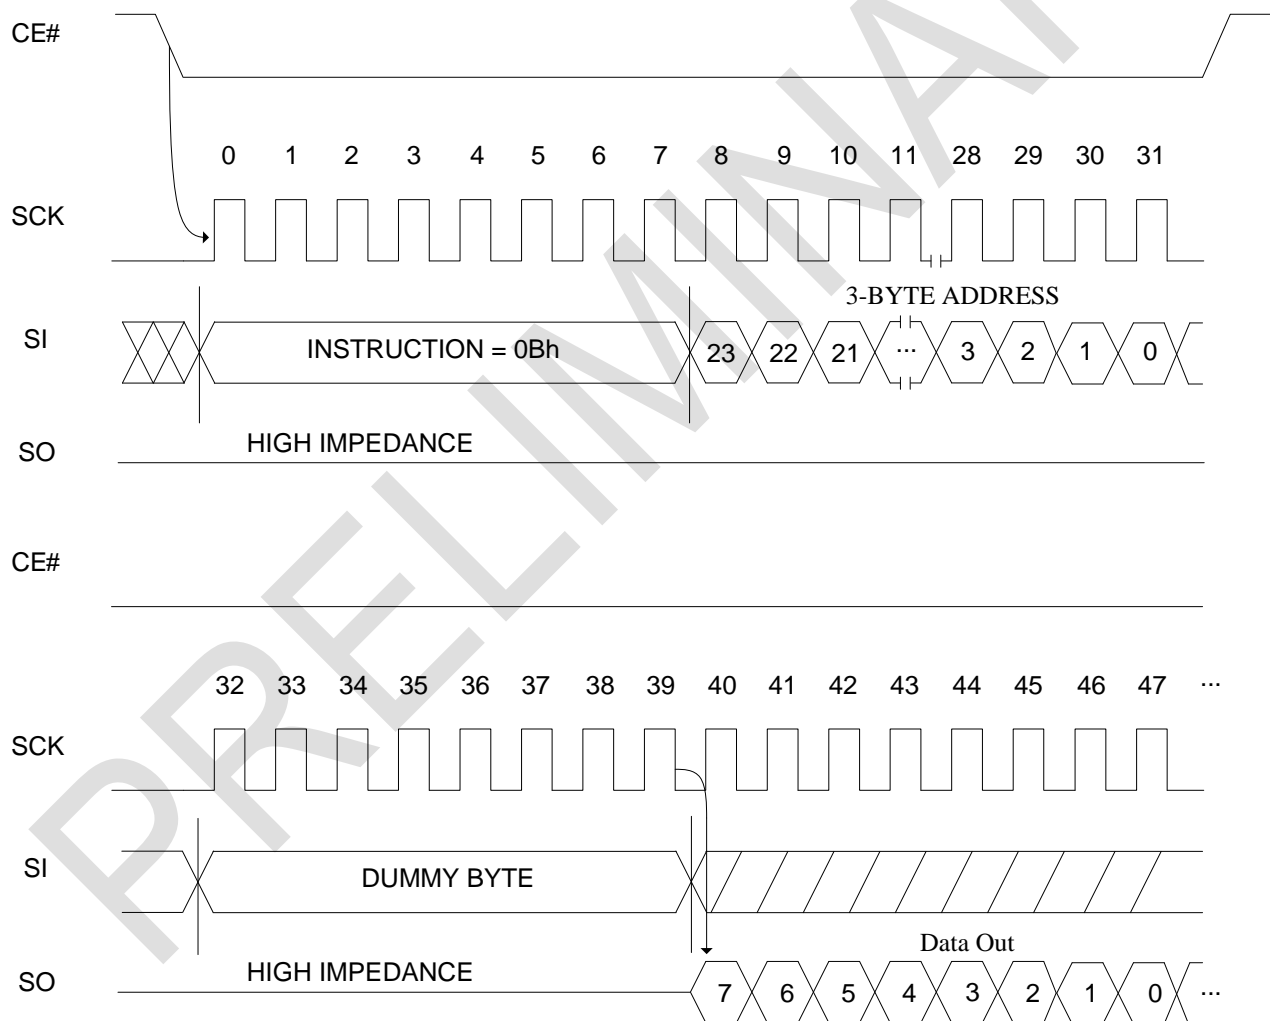 CE#
0 1 2 3 4 5 6 7 8 9 10 11 28 29 30 31
SCK
3-BYTE ADDRESS
SI INSTRUCTION = 0Bh 23 22 21 ... 3 2 1 0
HIGH IMPEDANCE
SO
CE#
32 33 34 35 36 37 38 39 40 41 42 43 44 45 46 47 ...
SCK
SI DUMMY BYTE
Data Out
HIGH IMPEDANCE
SO 7 6 5 4 3 2 1 0 ...